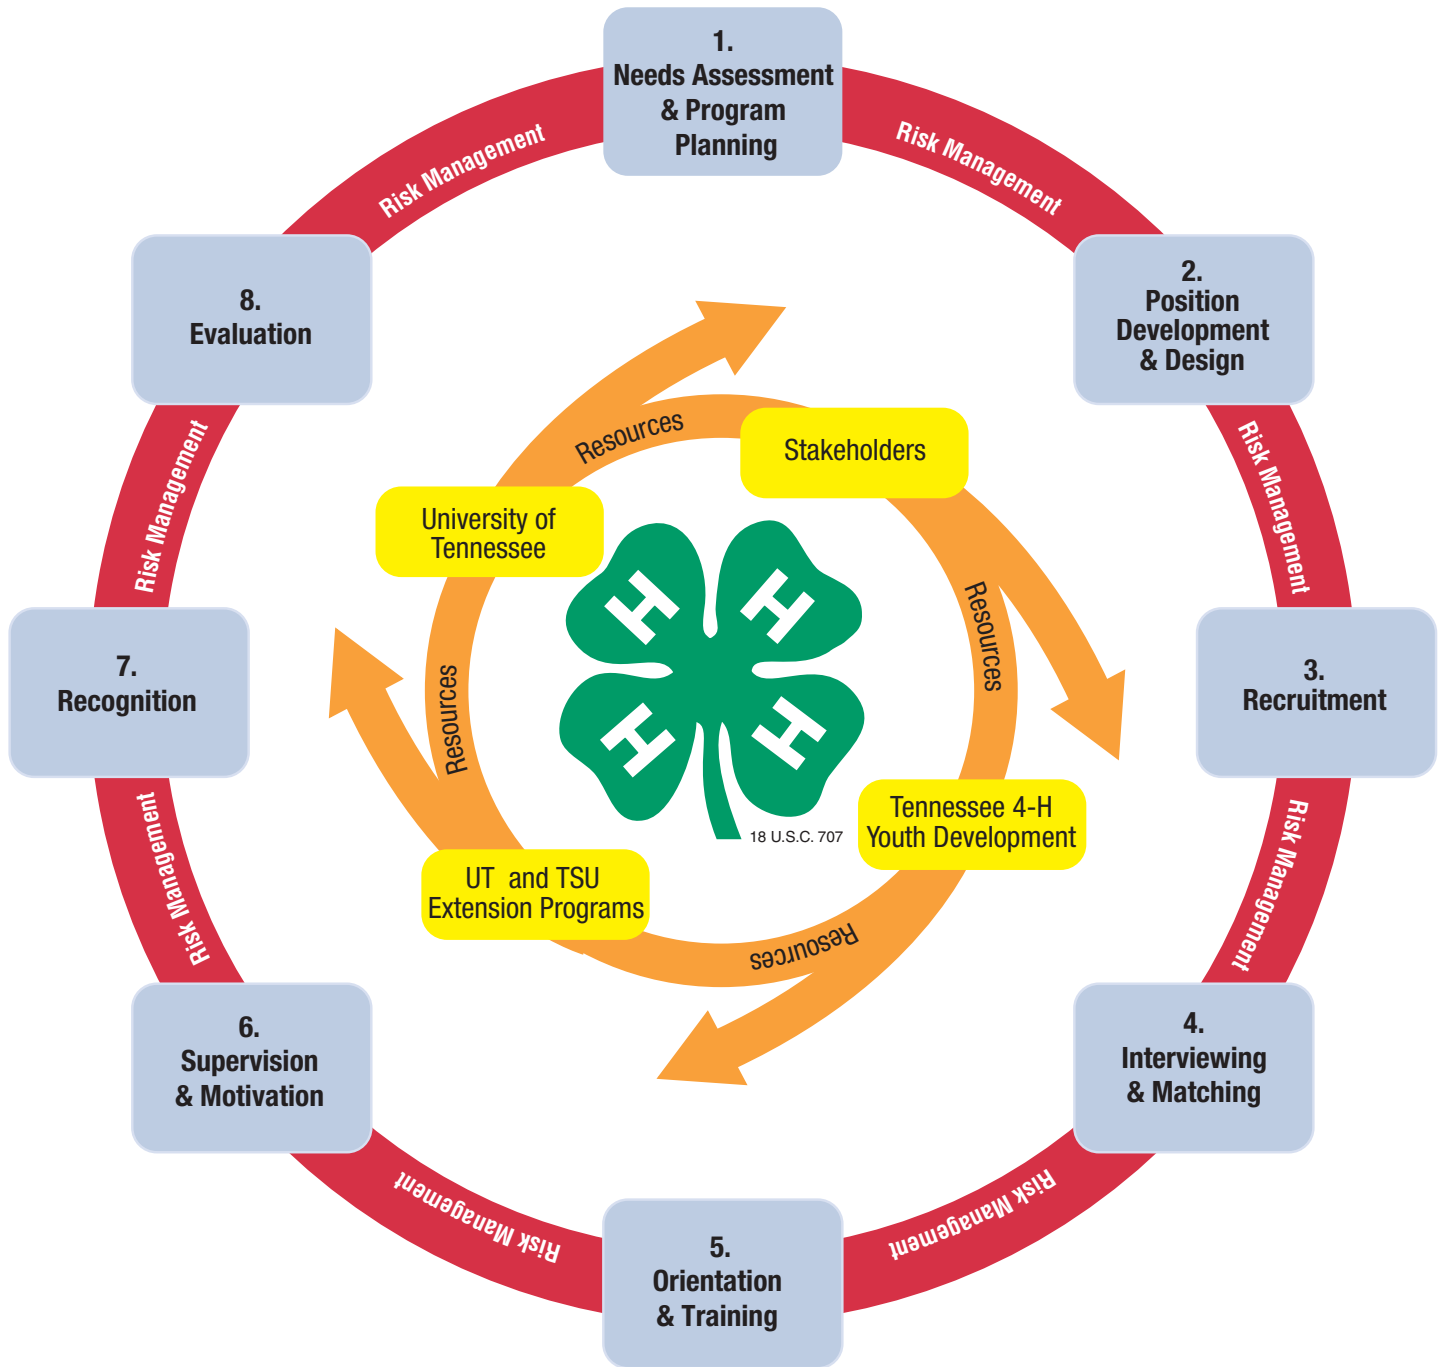 1.
Needs Assessment
& Program
Planning
Risk Management
2.
Position
Development
& Design
Risk Management
3.
Recruitment
Risk Management
4.
Interviewing
& Matching
Risk Management
5.
Orientation
& Training
Risk Management
6.
Supervision
& Motivation
Risk Management
7.
Recognition
Risk Management
8.
Evaluation
Risk Management
Stakeholders
Resources
Tennessee 4-H
Youth Development
Resources
UT and TSU
Extension Programs
Resources
University of
Tennessee
Resources
H H
H H
18 U.S.C. 707